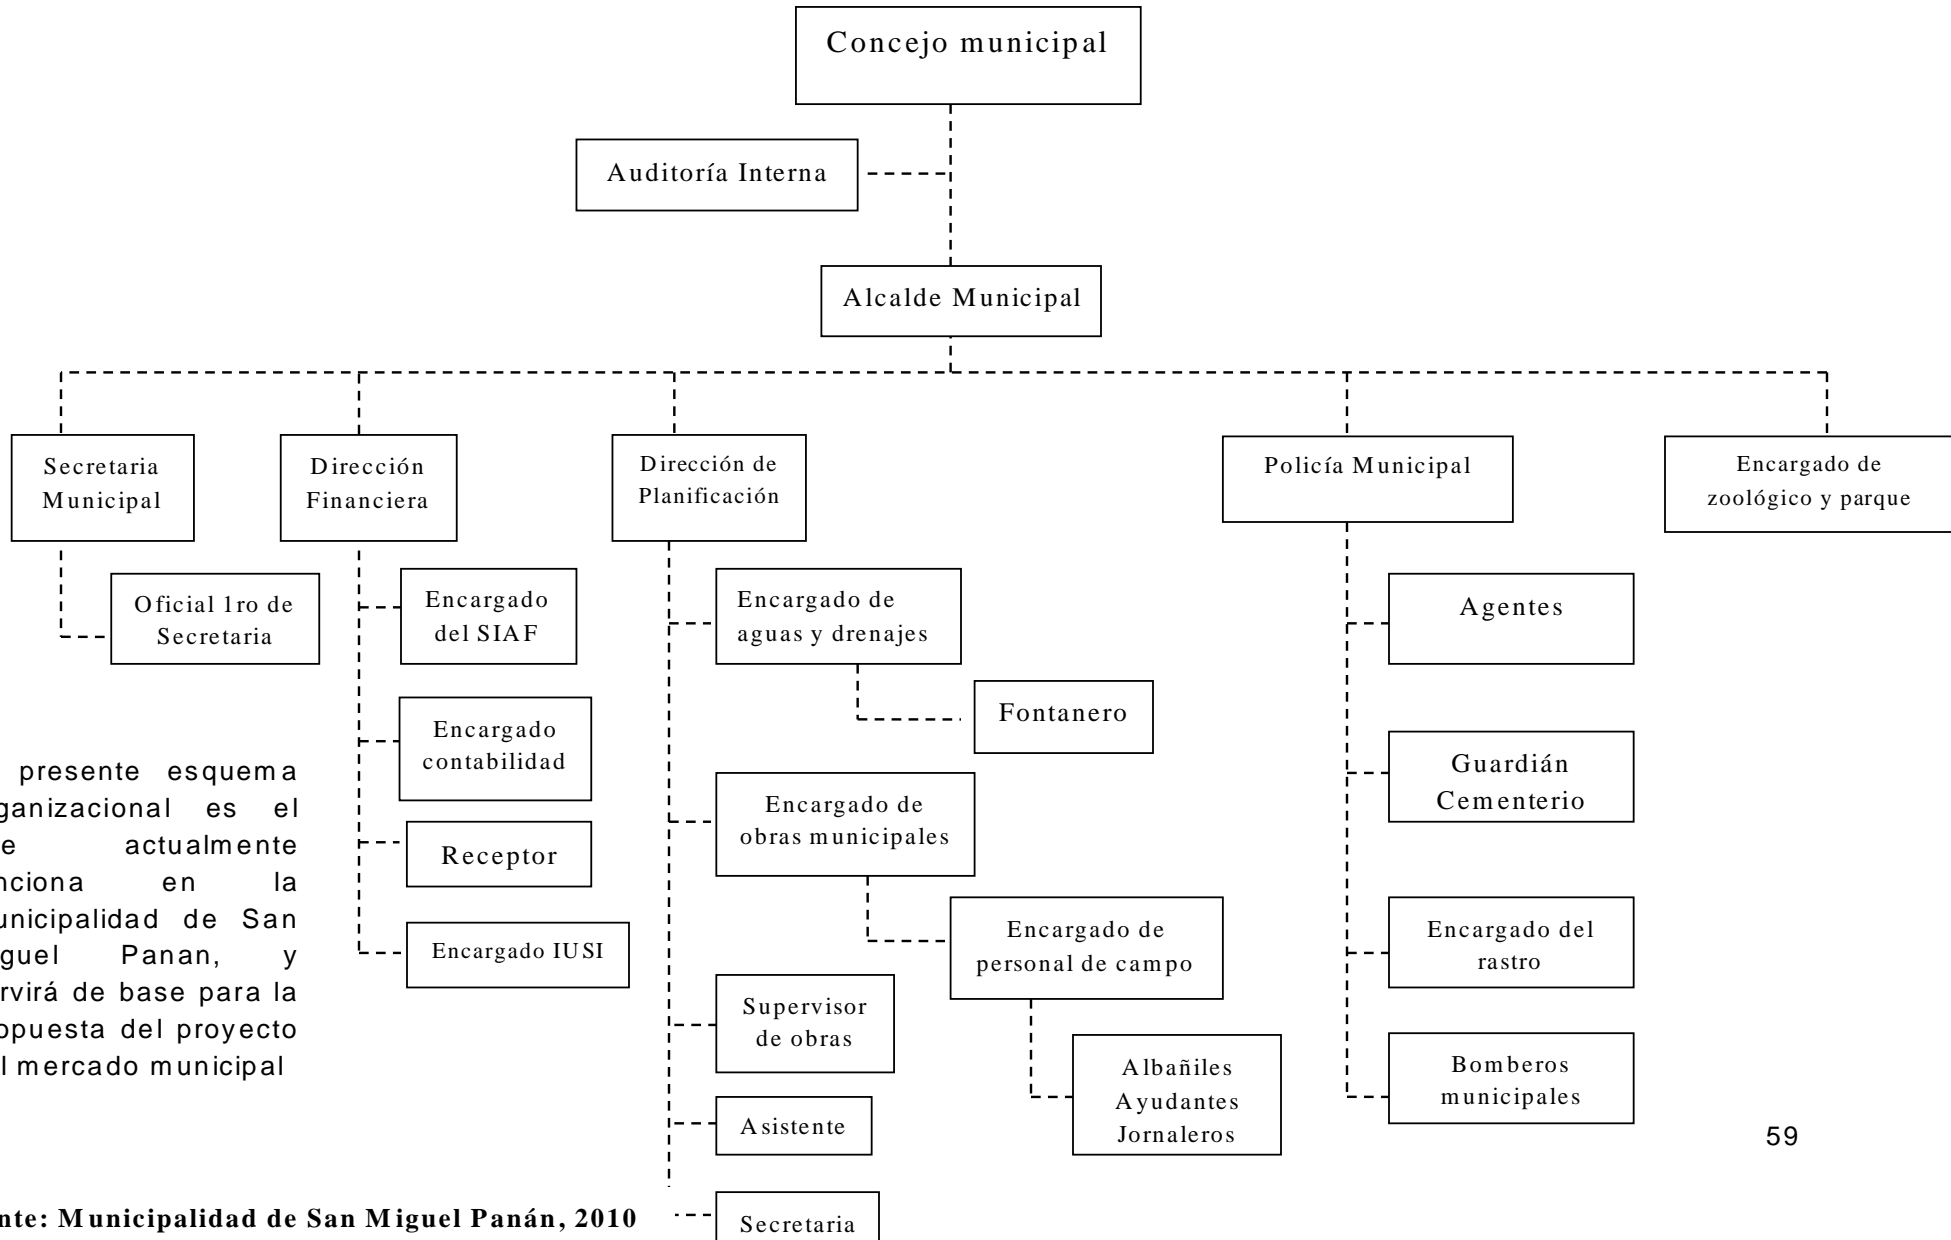 Concejo municipal
Auditoría Interna
Alcalde Municipal
Secretaria
Municipal
Dirección
Financiera
Dirección de
Planificación
Policía Municipal
Encargado de
zoológico y parque
Oficial 1ro de
Secretaria
Encargado
del SIAF
Encargado
contabilidad
Receptor
Encargado IUSI
Encargado de
aguas y drenajes
Fontanero
Encargado de
obras municipales
Encargado de
personal de campo
Albañiles
Ayudantes
Jornaleros
Supervisor
de obras
Asistente
Secretaria
Agentes
Guardián
Cementerio
Encargado del
rastro
Bomberos
municipales
presente esquema
ganizacional es el
e actualmente
nciona en la
unicipalidad de San
guel Panan, y
rvirá de base para la
opuesta del proyecto
l mercado municipal
59
nte: Municipalidad de San Miguel Panán, 2010